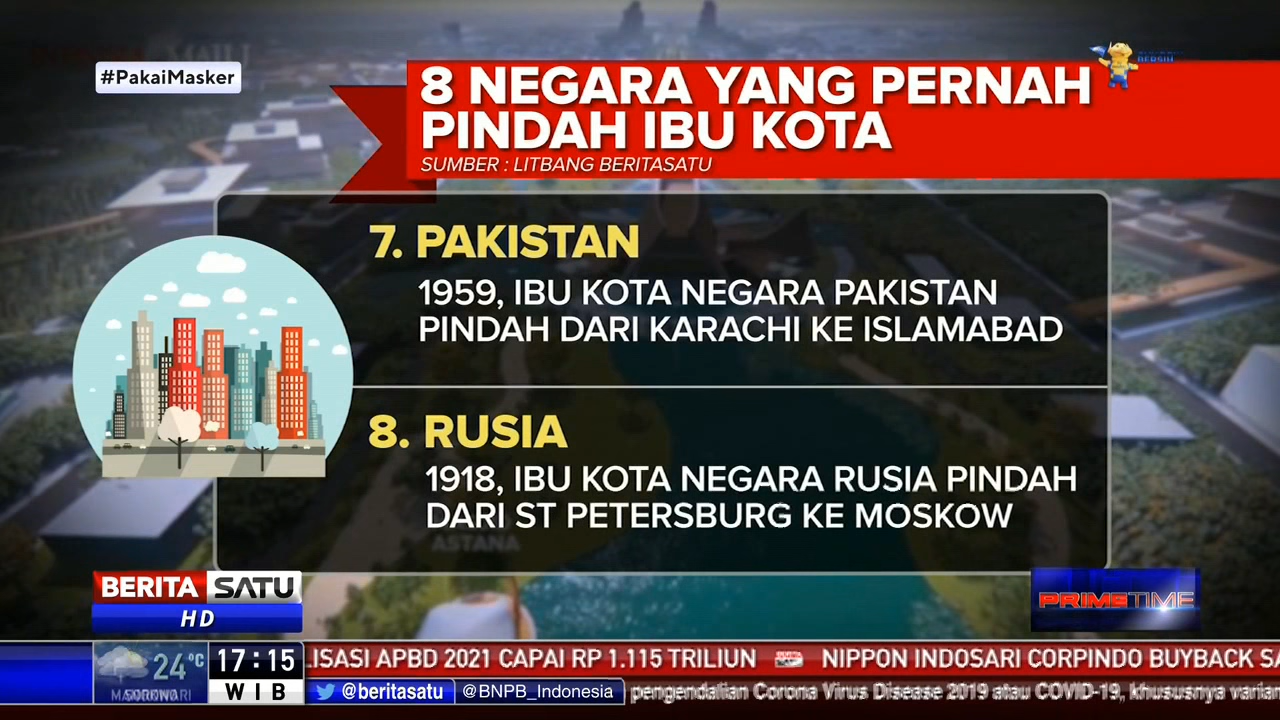 #PakaiMasker
8 NEGARA YANG PERNAH
PINDAH IBU KOTA
SUMBER : LITBANG BERITASATU
7. PAKISTAN
1959, IBU KOTA NEGARA PAKISTAN
PINDAH DARI KARACHI KE ISLAMABAD
8. RUSIA
1918, IBU KOTA NEGARA RUSIA PINDAH
DARI ST PETERSBURG KE MOSKOW
ASTANA
BERITA SATU
HD
PRIMETIME
24°C
17:15
WIB
LISASI APBD 2021 CAPAI RP 1.115 TRILIUN
NIPPON INDOSARI CORPINDO BUYBACK SA
@beritasatu
@BNPB_Indonesia
pengendalian Corona Virus Disease 2019 atau COVID-19, khususnya varian